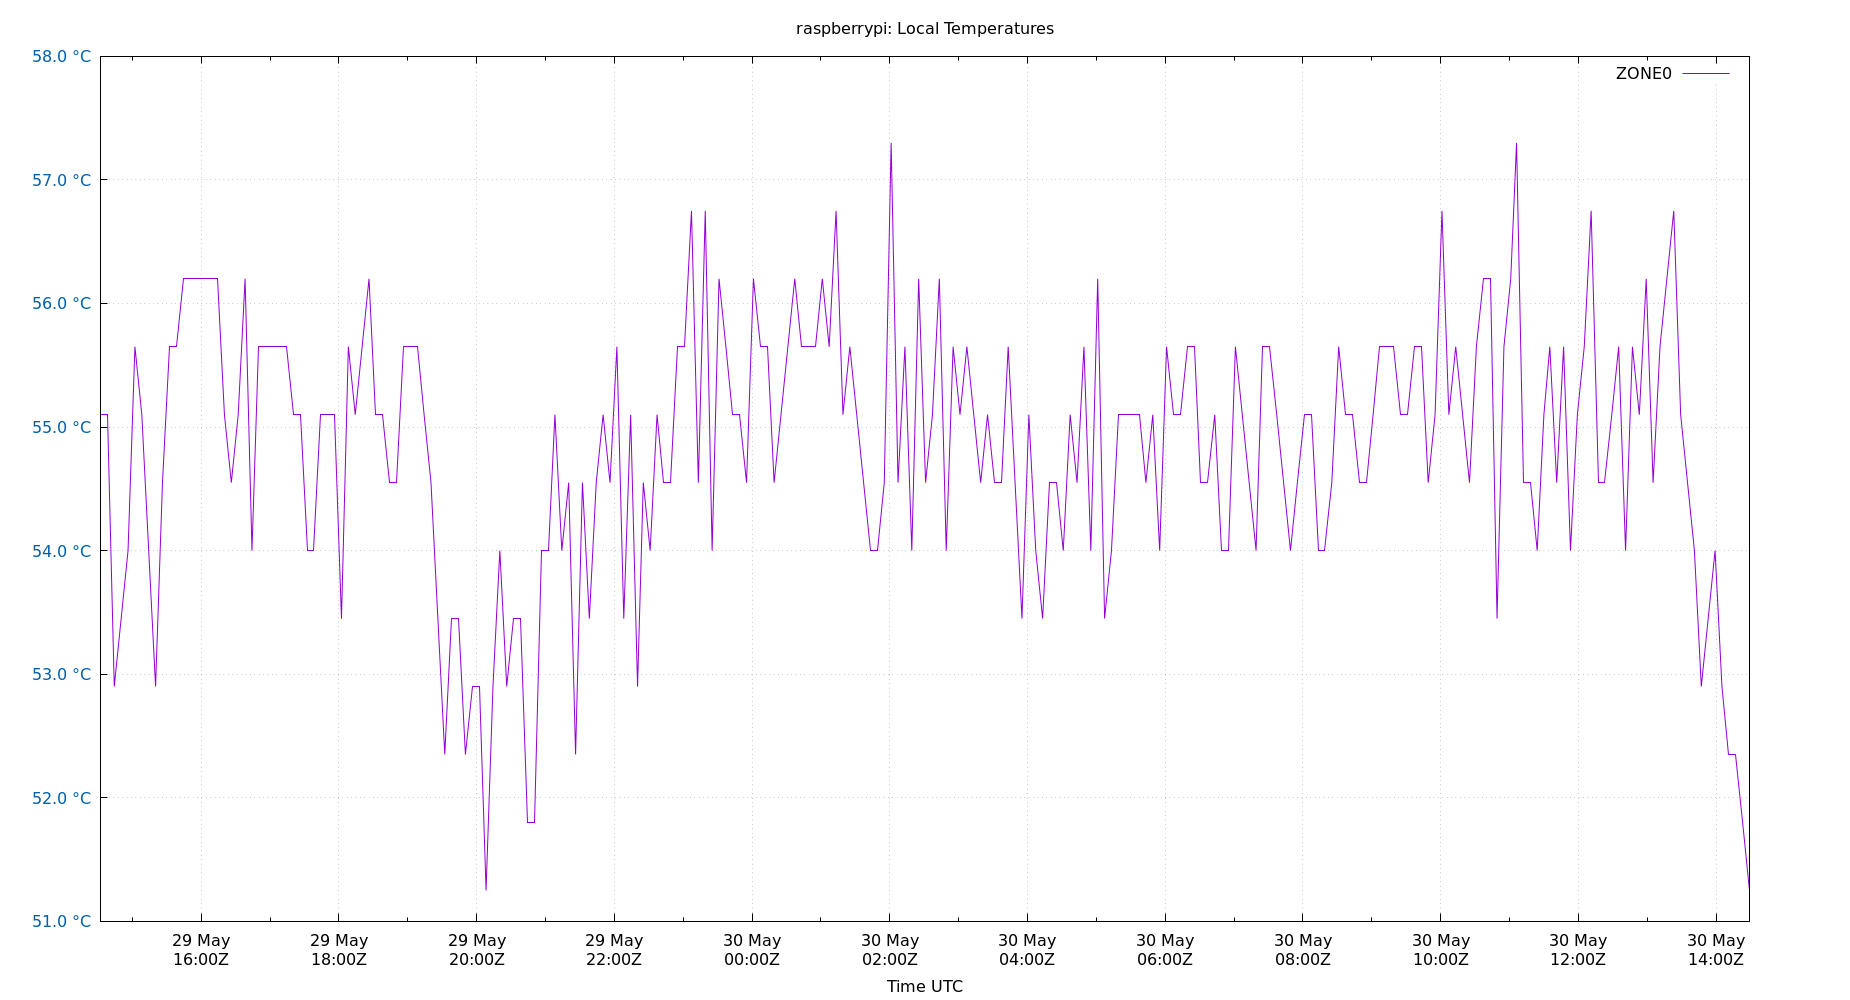 raspberrypi: Local Temperatures
58.0 °C
ZONE0
57.0 °C
56.0 °C
55.0 °C
54.0 °C
53.0 °C
52.0 °C
51.0 °C
29 May 29 May 29 May 29 May 30 May 30 May 30 May 30 May 30 May 30 May 30 May 30 May
16:00Z 18:00Z 20:00Z 22:00Z 00:00Z 02:00Z 04:00Z 06:00Z 08:00Z 10:00Z 12:00Z 14:00Z
Time UTC